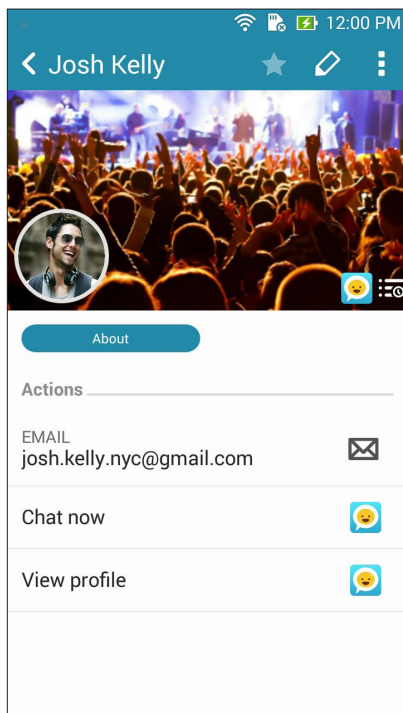 12:00 PM
Josh Kelly
About
Actions
EMAIL
josh.kelly.nyc@gmail.com
Chat now
View profile